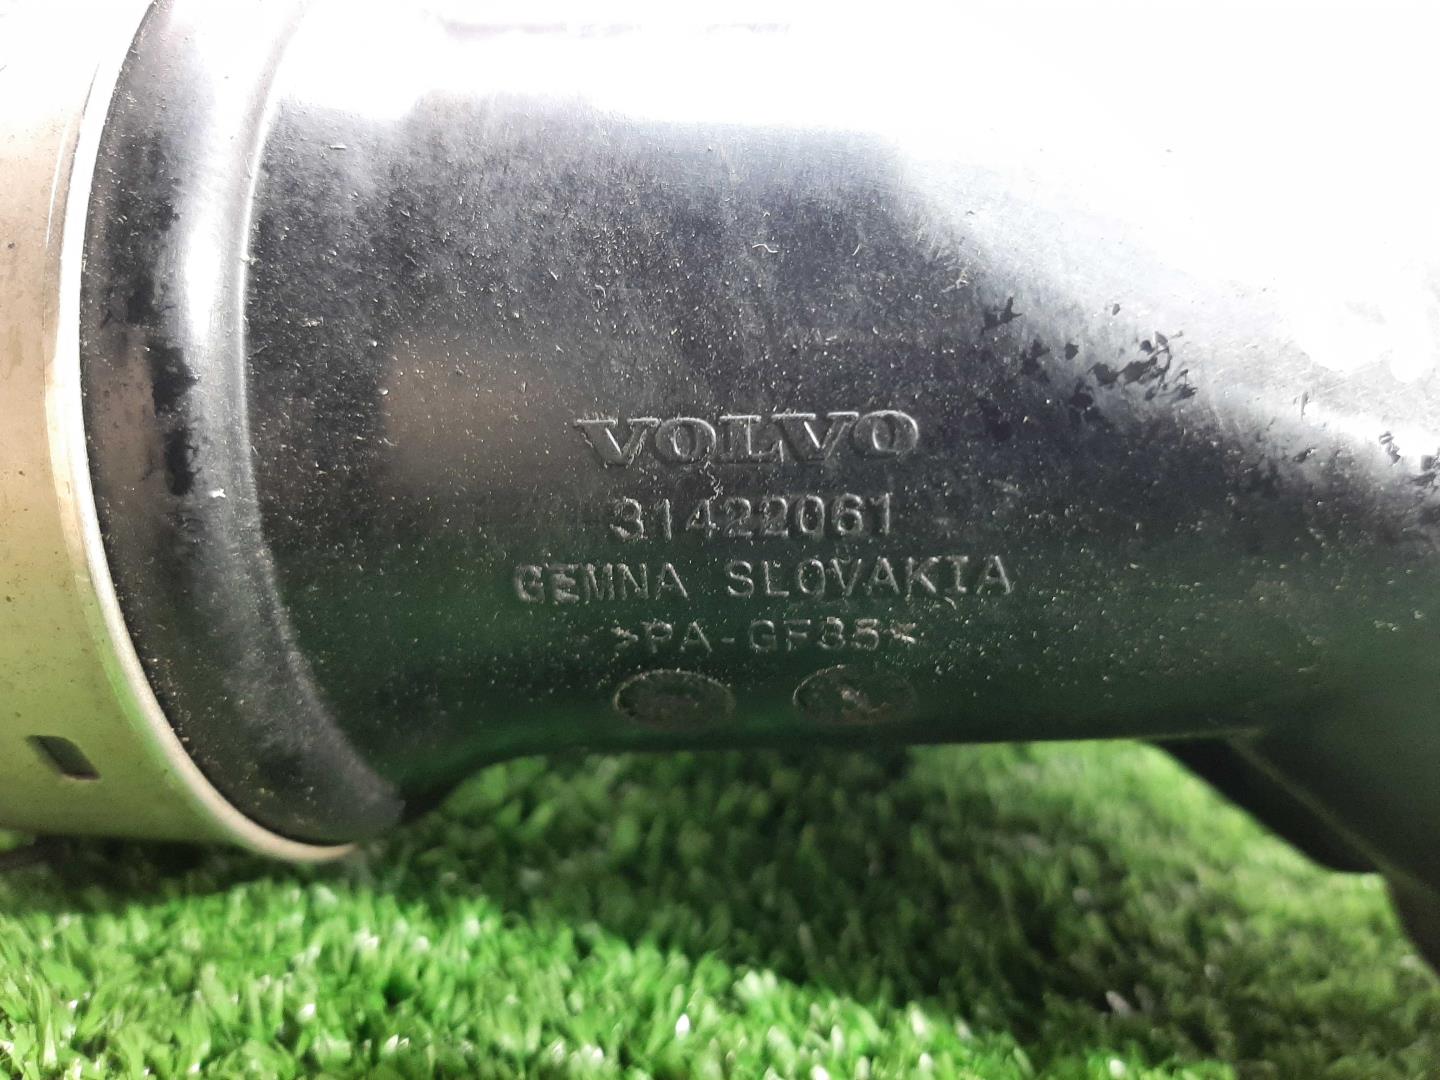 VOLVO
31422061
GEMNA SLOVAKIA
>PA-GF35<